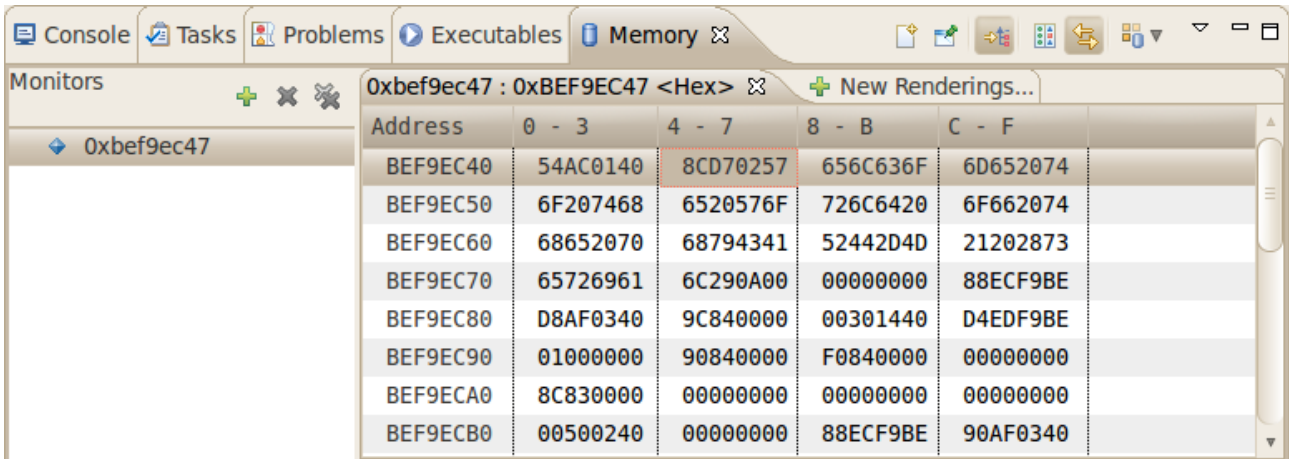 Console Tasks Problems Executables Memory
Monitors
0xbef9ec47 : 0xBEF9EC47 <Hex> New Renderings...
0xbef9ec47
Address 0 - 3 4 - 7 8 - B C - F
BEF9EC40 54AC0140 8CD70257 656C636F 6D652074
BEF9EC50 6F207468 6520576F 726C6420 6F662074
BEF9EC60 68652070 68794341 52442D4D 21202873
BEF9EC70 65726961 6C290A00 00000000 88ECF9BE
BEF9EC80 D8AF0340 9C840000 00301440 D4EDF9BE
BEF9EC90 01000000 90840000 F0840000 00000000
BEF9ECA0 8C830000 00000000 00000000 00000000
BEF9ECB0 00500240 00000000 88ECF9BE 90AF0340